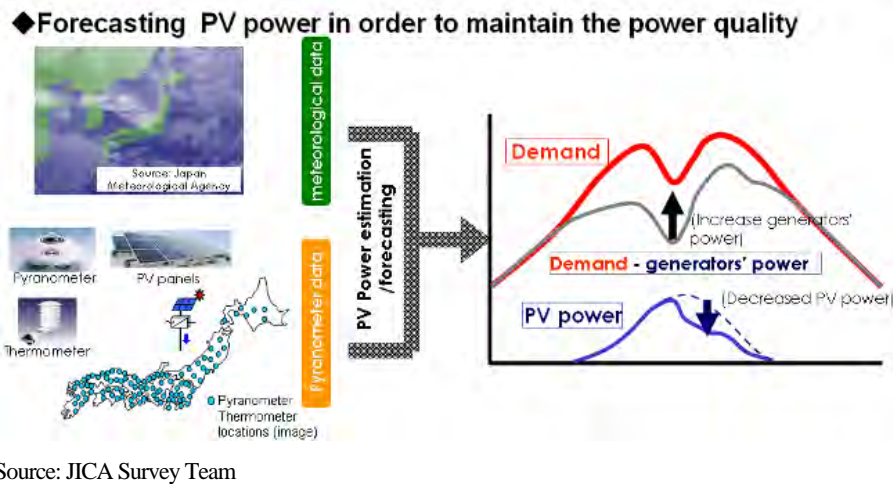 ◆Forecasting PV power in order to maintain the power quality
Source: Japan
Meteorological Agency
meteorological data
Pyranometer
PV panels
Thermometer
Pyranometer
Thermometer
locations (image)
Pyranometer data
PV Power estimation
/forecasting
Demand
(Increase generators'
power)
Demand - generators' power
(Decreased PV power)
PV power
Source: JICA Survey Team